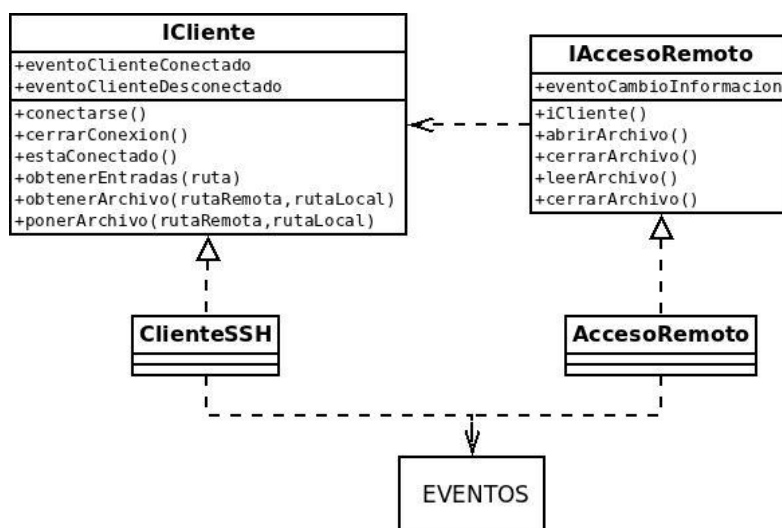 ICliente
+eventoClienteConectado
+eventoClienteDesconectado
+conectarse()
+cerrarConexion()
+estaConectado()
+obtenerEntradas(ruta)
+obtenerArchivo(rutaRemota,rutaLocal)
+ponerArchivo(rutaRemota,rutaLocal)
IAccesoRemoto
+eventoCambioInformacion
+iCliente()
+abrirArchivo()
+cerrarArchivo()
+leerArchivo()
+cerrarArchivo()
ClienteSSH
AccesoRemoto
EVENTOS